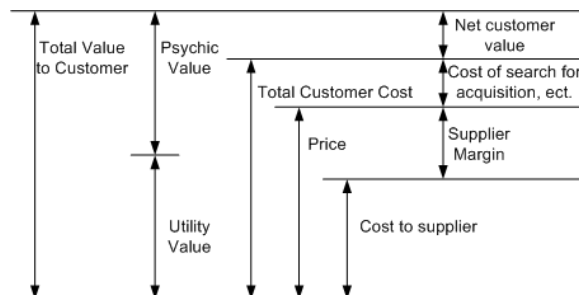 Total Value
to Customer
Psychic
Value
Net customer
value
Cost of search for
acquisition, ect.
Total Customer Cost
Price
Supplier
Margin
Utility
Value
Cost to supplier